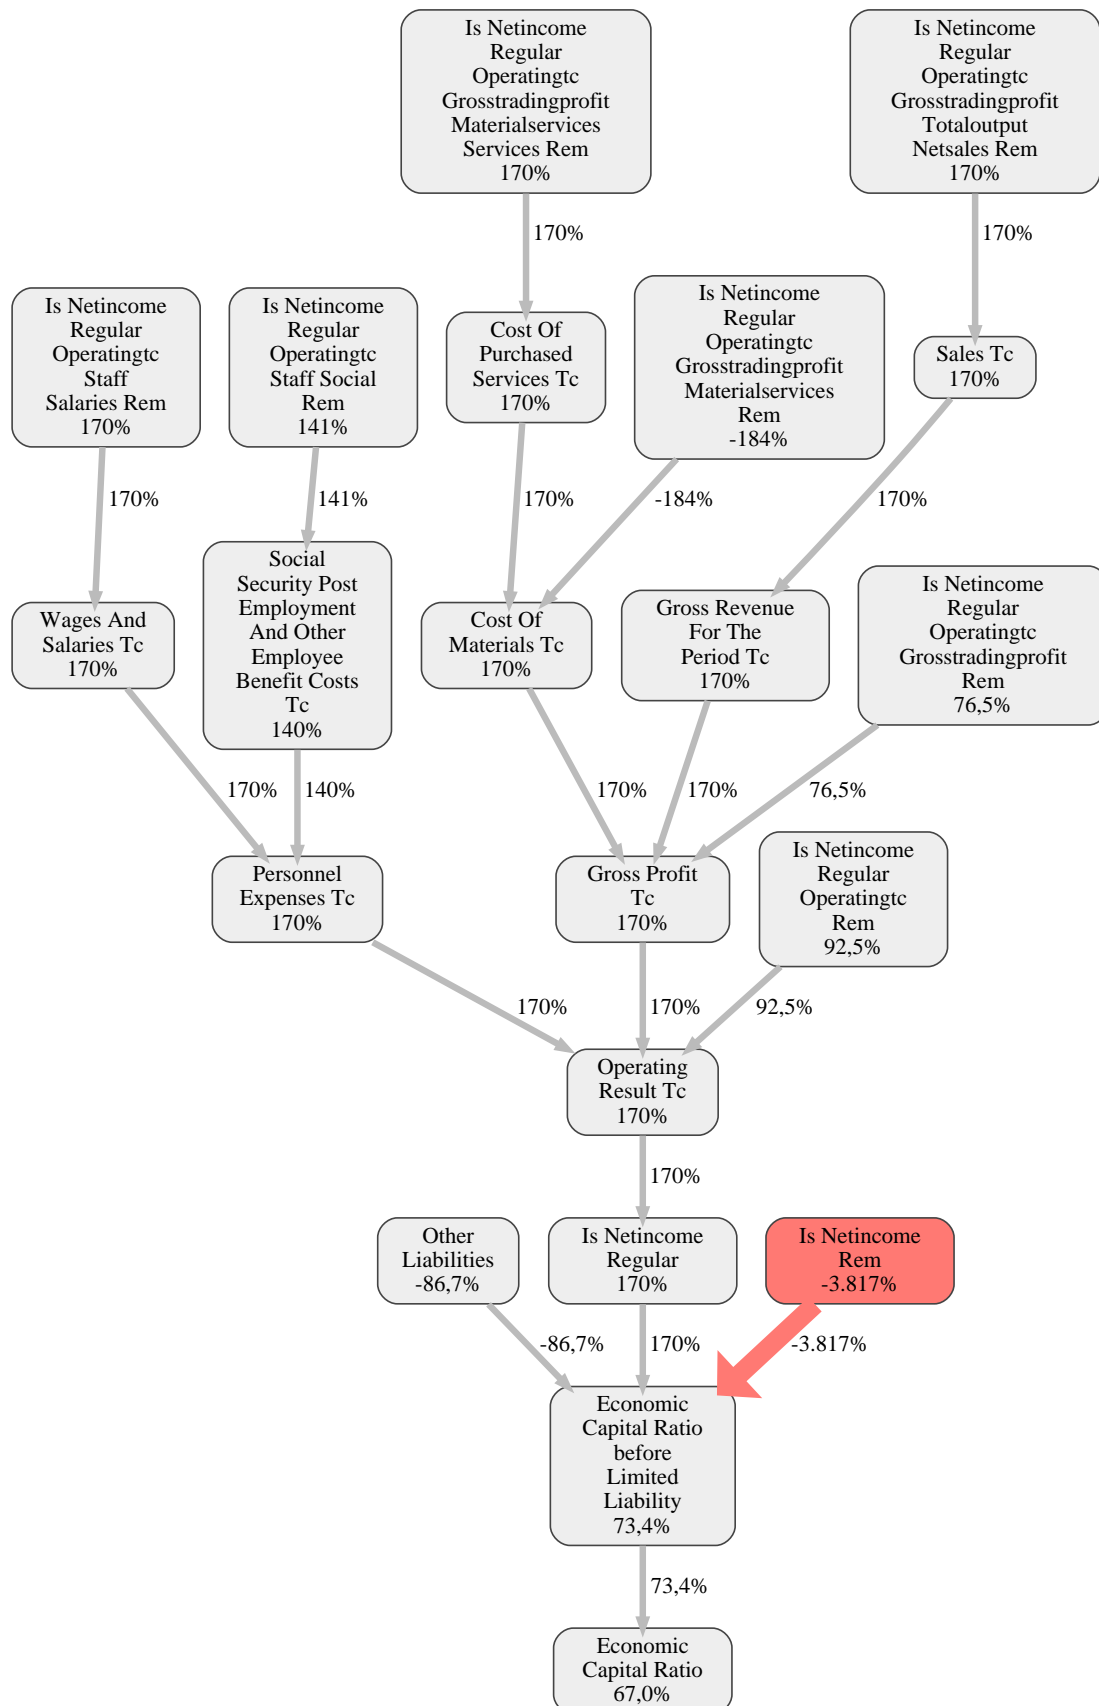 Is Netincome
Regular
Operatingtc
Grosstradingprofit
Materialservices
Services Rem
170%
Is Netincome
Regular
Operatingtc
Grosstradingprofit
Totaloutput
Netsales Rem
170%
170%
170%
Is Netincome
Regular
Operatingtc
Staff
Salaries Rem
170%
Is Netincome
Regular
Operatingtc
Staff Social
Rem
141%
Cost Of
Purchased
Services Tc
170%
Is Netincome
Regular
Operatingtc
Grosstradingprofit
Materialservices
Rem
-184%
Sales Tc
170%
170%
141%
170%
-184%
170%
Wages And
Salaries Tc
170%
Social
Security Post
Employment
And Other
Employee
Benefit Costs
Tc
140%
Cost Of
Materials Tc
170%
Gross Revenue
For The
Period Tc
170%
Is Netincome
Regular
Operatingtc
Grosstradingprofit
Rem
76,5%
170%
140%
170%
170%
76,5%
Personnel
Expenses Tc
170%
Gross Profit
Tc
170%
Is Netincome
Regular
Operatingtc
Rem
92,5%
170%
170%
92,5%
Operating
Result Tc
170%
170%
Other
Liabilities
-86,7%
Is Netincome
Regular
170%
Is Netincome
Rem
-3.817%
-86,7%
170%
-3.817%
Economic
Capital Ratio
before
Limited
Liability
73,4%
73,4%
Economic
Capital Ratio
67,0%